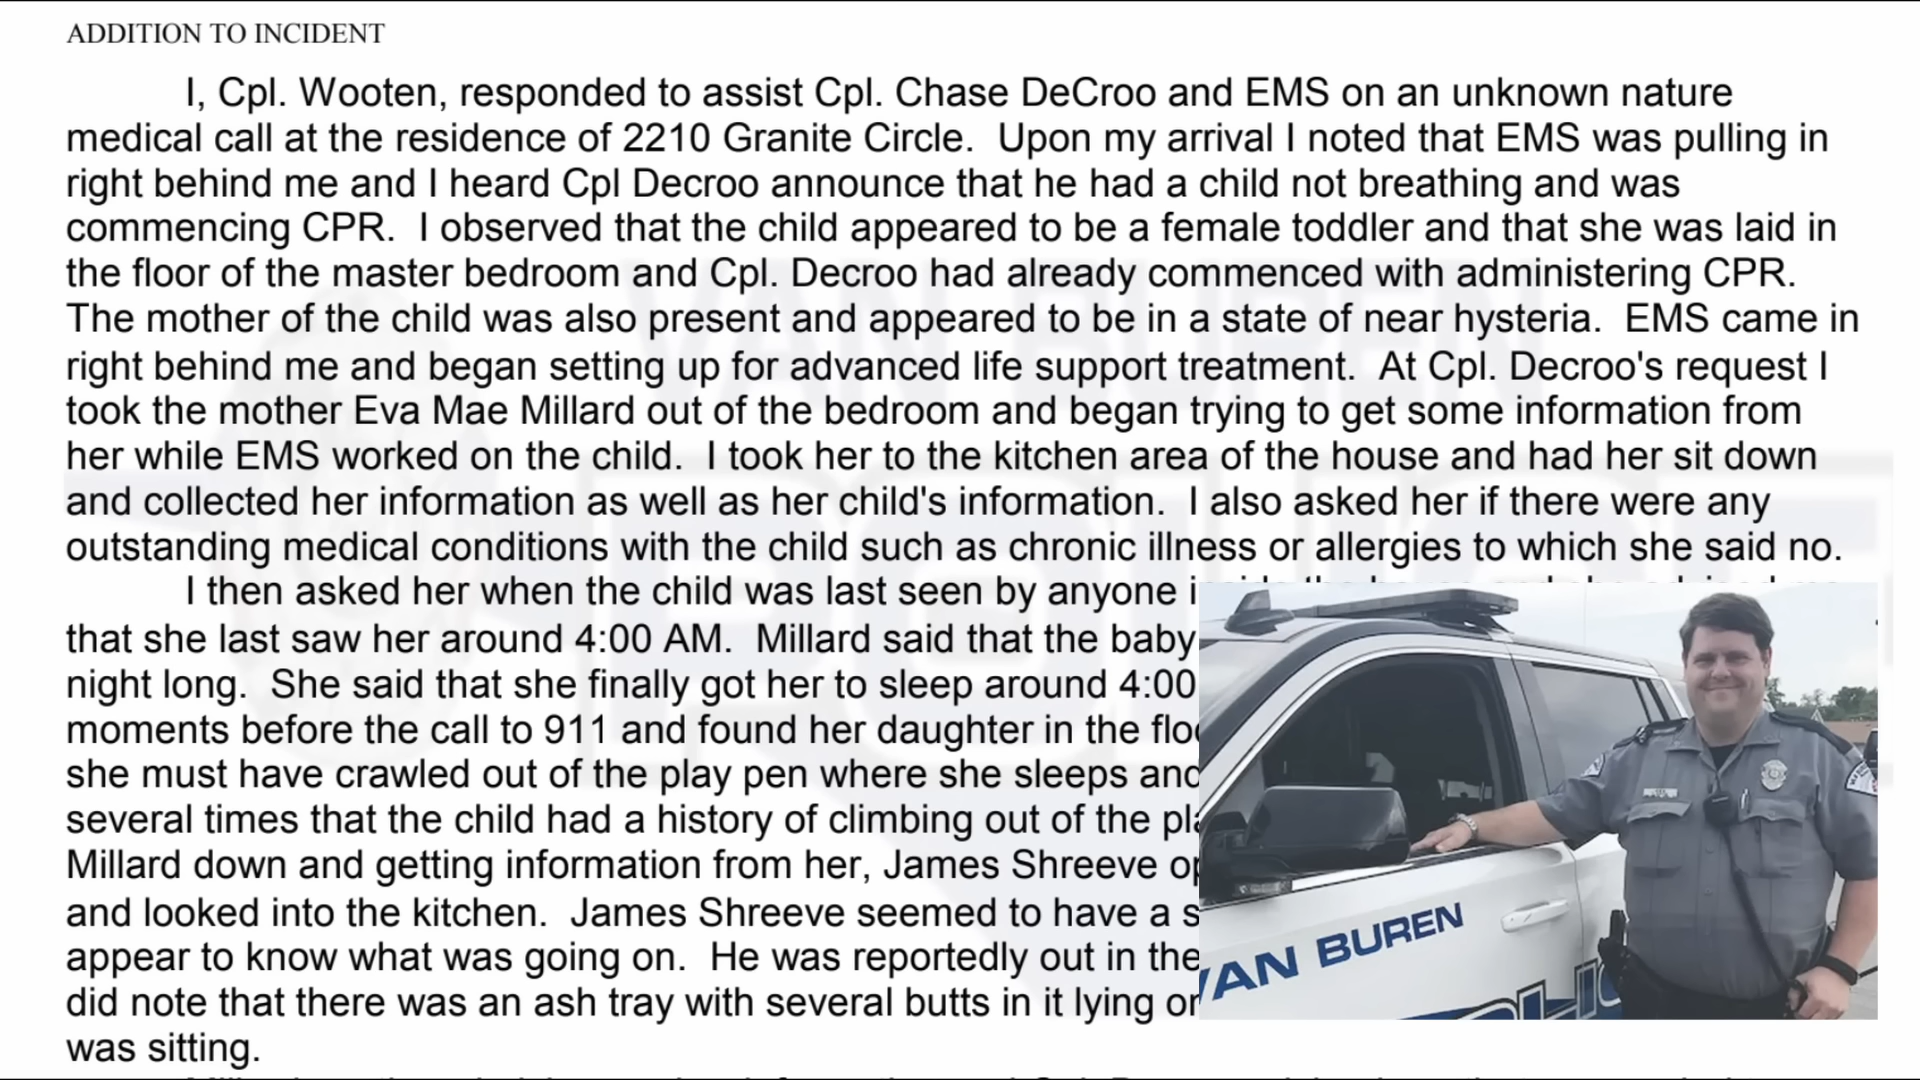 ADDITION TO INCIDENT
I, Cpl. Wooten, responded to assist Cpl. Chase DeCroo and EMS on an unknown nature
medical call at the residence of 2210 Granite Circle.  Upon my arrival I noted that EMS was pulling in
right behind me and I heard Cpl Decroo announce that he had a child not breathing and was
commencing CPR.  I observed that the child appeared to be a female toddler and that she was laid in
the floor of the master bedroom and Cpl. Decroo had already commenced with administering CPR.
The mother of the child was also present and appeared to be in a state of near hysteria.  EMS came in
right behind me and began setting up for advanced life support treatment.  At Cpl. Decroo's request I
took the mother Eva Mae Millard out of the bedroom and began trying to get some information from
her while EMS worked on the child.  I took her to the kitchen area of the house and had her sit down
and collected her information as well as her child's information.  I also asked her if there were any
outstanding medical conditions with the child such as chronic illness or allergies to which she said no.
I then asked her when the child was last seen by anyone
that she last saw her around 4:00 AM.  Millard said that the baby
night long.  She said that she finally got her to sleep around 4:00
moments before the call to 911 and found her daughter in the
she must have crawled out of the play pen where she sleeps
several times that the child had a history of climbing out of the
Millard down and getting information from her, James Shreeve
and looked into the kitchen.  James Shreeve seemed to have a
appear to know what was going on.  He was reportedly out in the
did note that there was an ash tray with several butts in it lying
was sitting.
VAN BUREN
VAN BUREN
POLICE